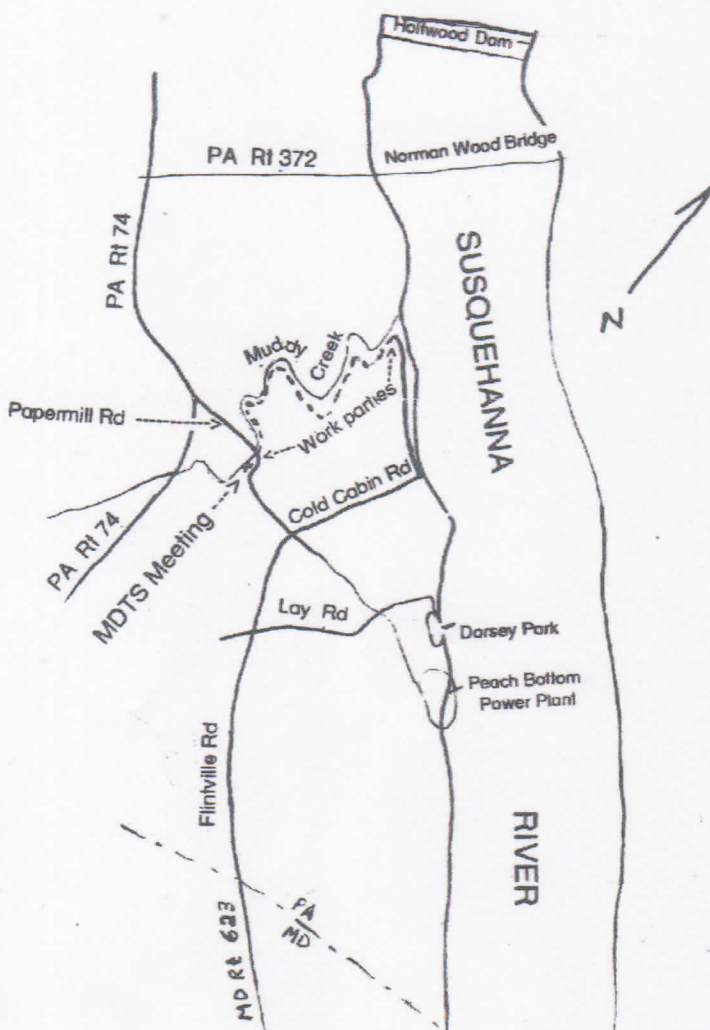 Holtwood Dam
PA Rt 372
Norman Wood Bridge
PA Rt 74
SUSQUEHANNA
N
Muddy
Creek
Papermill Rd
Work parties
Cold Cabin Rd
PA Rt 74
MDTS Meeting
Lay Rd
Dorsey Park
Peach Bottom
Power Plant
Flintville Rd
RIVER
PA
MD
MD Rt 623